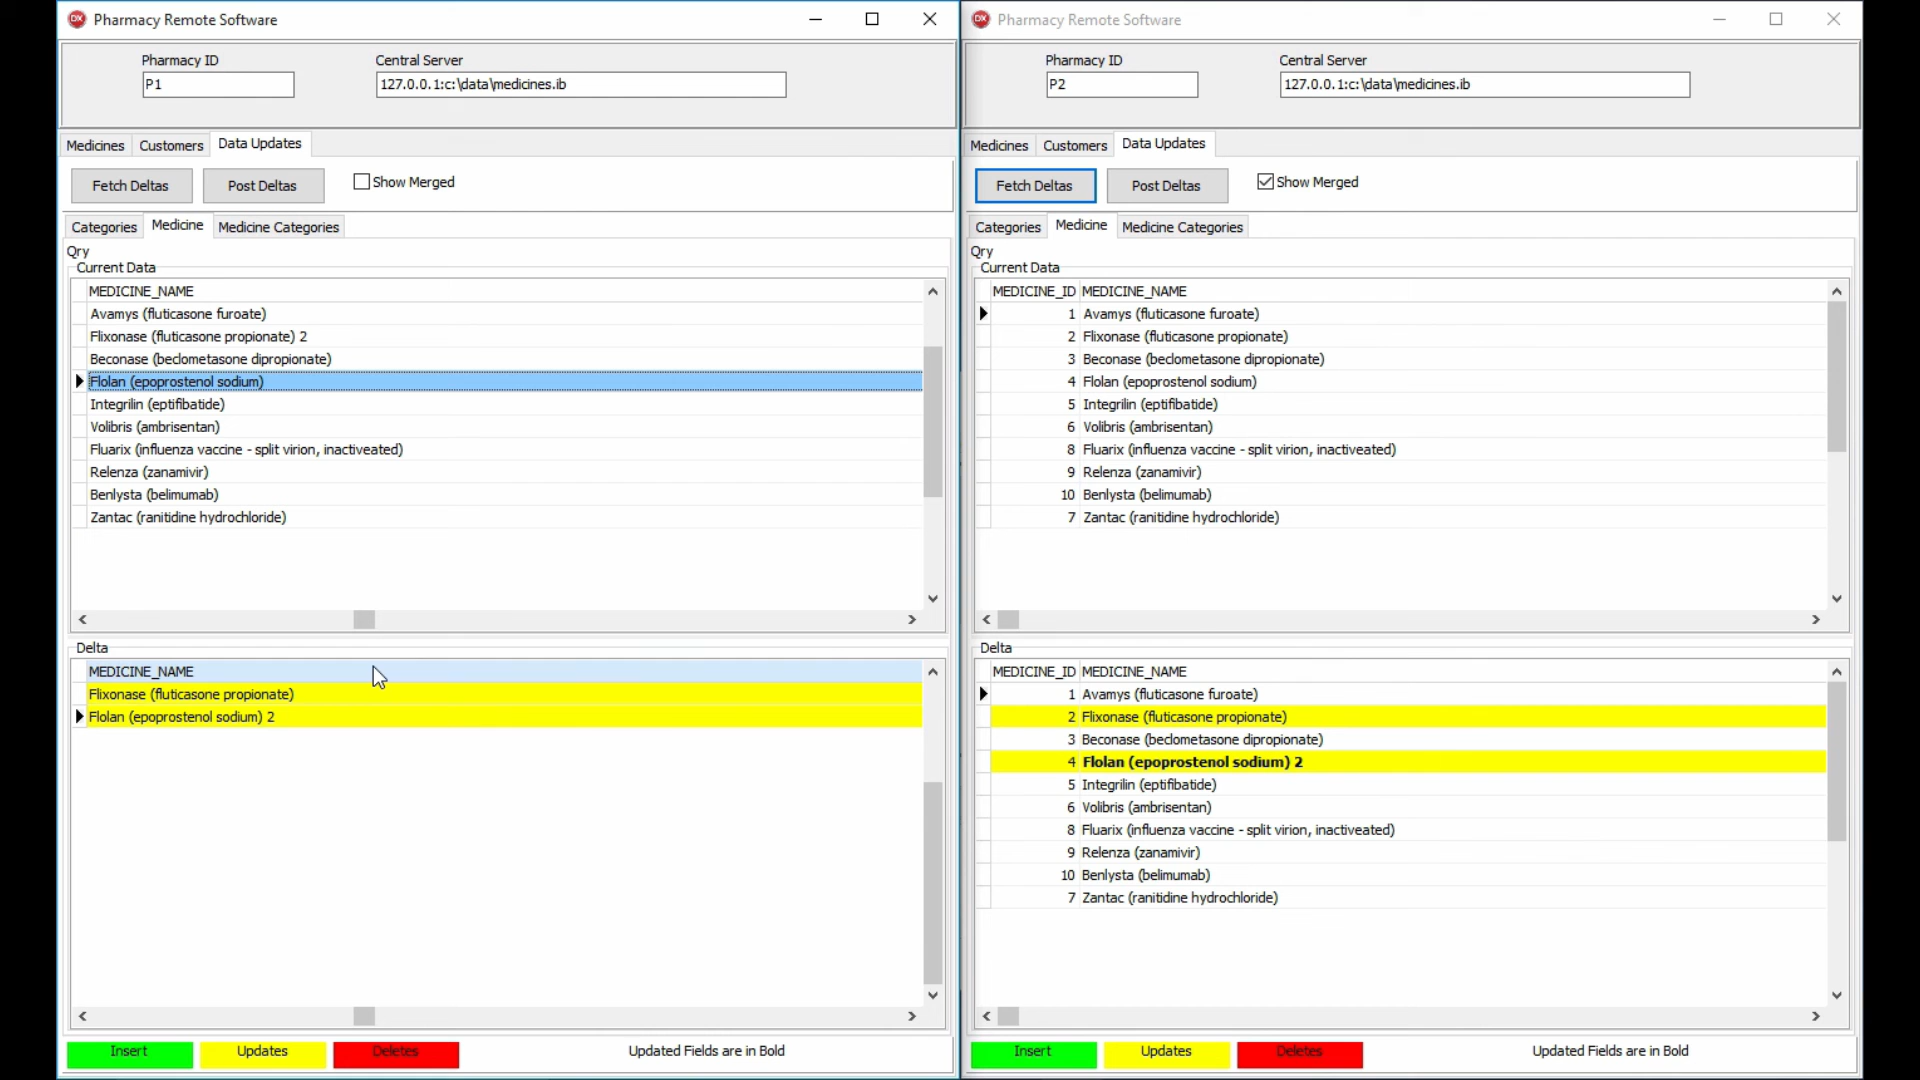 Pharmacy Remote Software
Pharmacy ID
Central Server
P1
127.0.0.1:c:\data\medicines.ib
Medicines
Customers
Data Updates
Fetch Deltas
Post Deltas
Show Merged
Categories
Medicine
Medicine Categories
Qry
Current Data
MEDICINE_NAME
Avamys (fluticasone furoate)
Flixonase (fluticasone propionate) 2
Beconase (beclometasone dipropionate)
Flolan (epoprostenol sodium)
Integrilin (eptifibatide)
Volibris (ambrisentan)
Fluarix (influenza vaccine - split virion, inactiveated)
Relenza (zanamivir)
Benlysta (belimumab)
Zantac (ranitidine hydrochloride)
Delta
MEDICINE_NAME
Flixonase (fluticasone propionate)
Flolan (epoprostenol sodium) 2
Insert
Updates
Deletes
Updated Fields are in Bold
Pharmacy Remote Software
Pharmacy ID
Central Server
P2
127.0.0.1:c:\data\medicines.ib
Medicines
Customers
Data Updates
Fetch Deltas
Post Deltas
Show Merged
Categories
Medicine
Medicine Categories
Qry
Current Data
MEDICINE_ID MEDICINE_NAME
1 Avamys (fluticasone furoate)
2 Flixonase (fluticasone propionate)
3 Beconase (beclometasone dipropionate)
4 Flolan (epoprostenol sodium)
5 Integrilin (eptifibatide)
6 Volibris (ambrisentan)
8 Fluarix (influenza vaccine - split virion, inactiveated)
9 Relenza (zanamivir)
10 Benlysta (belimumab)
7 Zantac (ranitidine hydrochloride)
Delta
MEDICINE_ID MEDICINE_NAME
1 Avamys (fluticasone furoate)
2 Flixonase (fluticasone propionate)
3 Beconase (beclometasone dipropionate)
4 Flolan (epoprostenol sodium) 2
5 Integrilin (eptifibatide)
6 Volibris (ambrisentan)
8 Fluarix (influenza vaccine - split virion, inactiveated)
9 Relenza (zanamivir)
10 Benlysta (belimumab)
7 Zantac (ranitidine hydrochloride)
Insert
Updates
Deletes
Updated Fields are in Bold